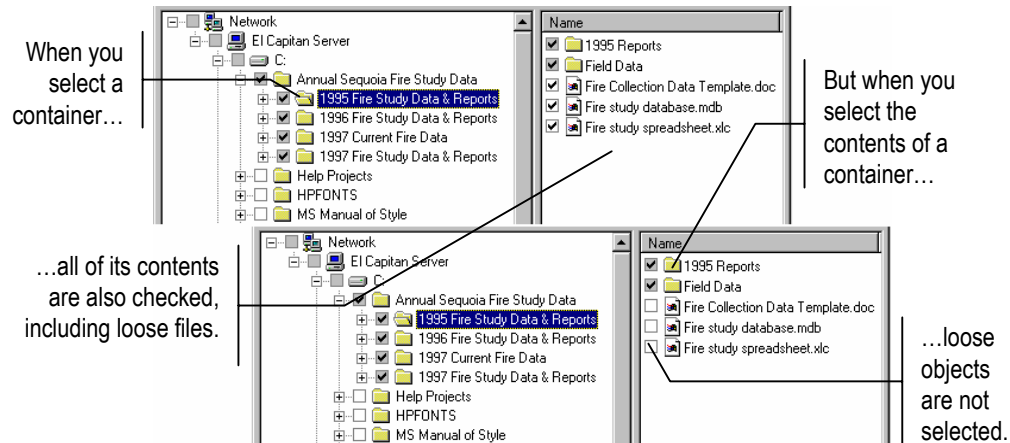 When you
select a
container…
Network
El Capitan Server
C:
Annual Sequoia Fire Study Data
1995 Fire Study Data & Reports
1996 Fire Study Data & Reports
1997 Current Fire Data
1997 Fire Study Data & Reports
Help Projects
HPFONTS
MS Manual of Style
Name
1995 Reports
Field Data
Fire Collection Data Template.doc
Fire study database.mdb
Fire study spreadsheet.xlc
But when you
select the
contents of a
container…
…all of its contents
are also checked,
including loose files.
Network
El Capitan Server
C:
Annual Sequoia Fire Study Data
1995 Fire Study Data & Reports
1996 Fire Study Data & Reports
1997 Current Fire Data
1997 Fire Study Data & Reports
Help Projects
HPFONTS
MS Manual of Style
Name
1995 Reports
Field Data
Fire Collection Data Template.doc
Fire study database.mdb
Fire study spreadsheet.xlc
…loose
objects
are not
selected.